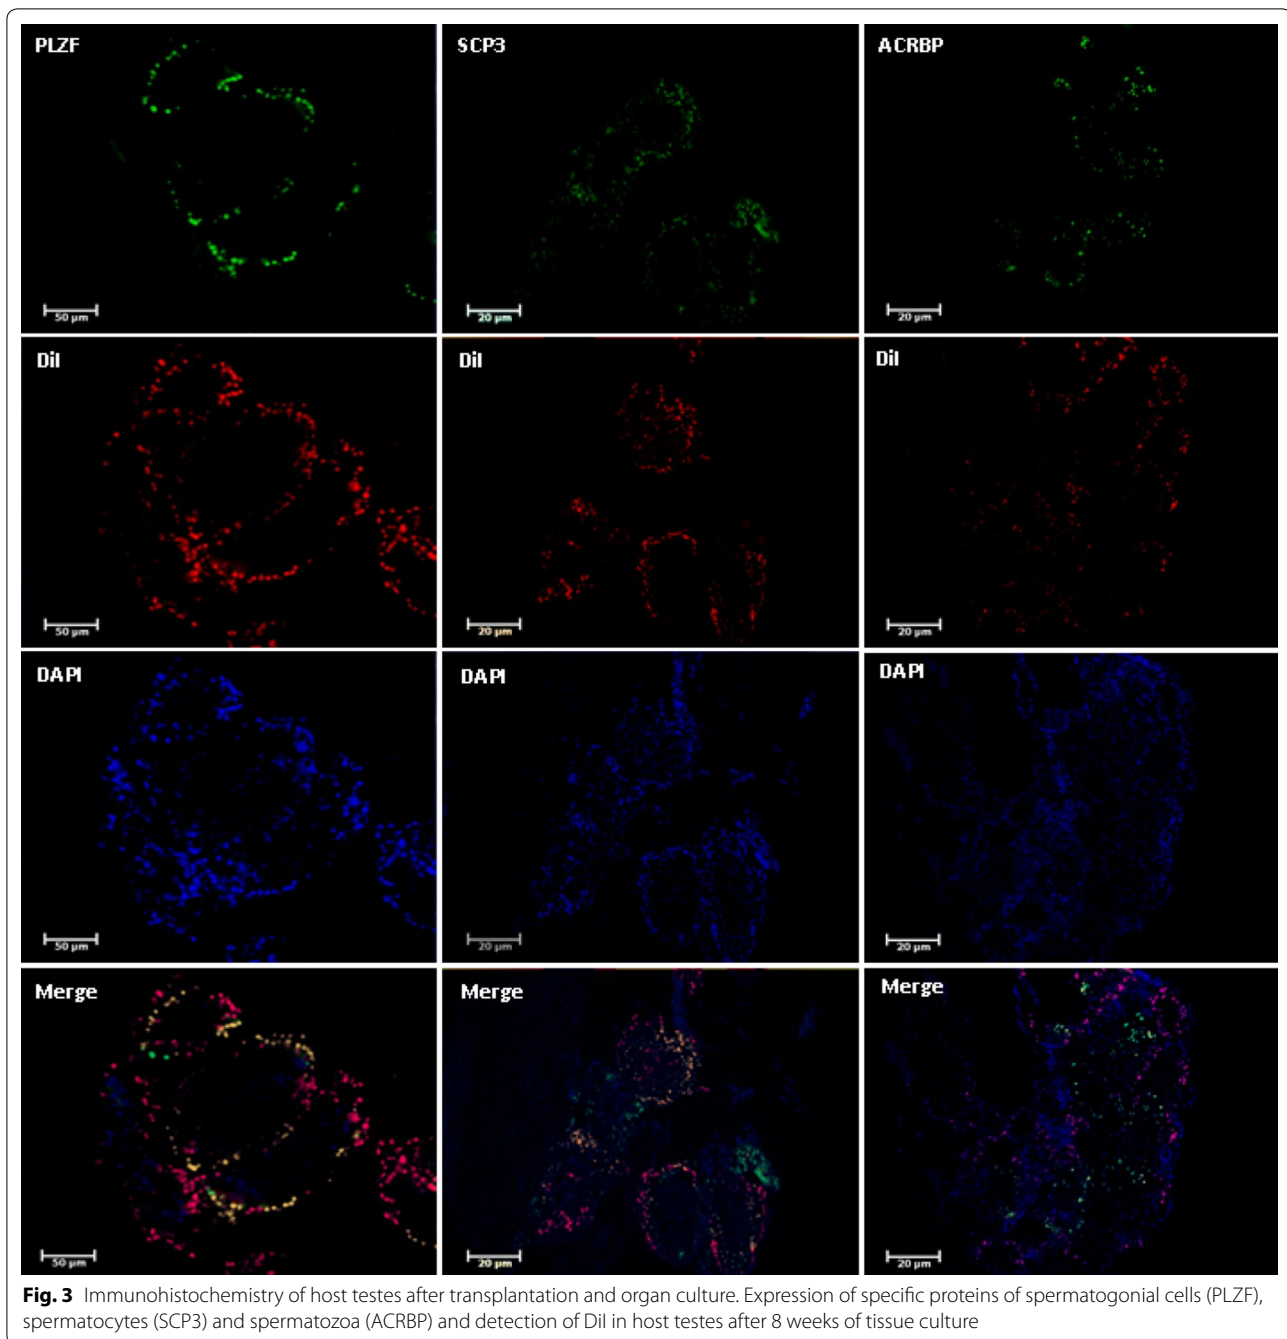 PLZF SCP3 ACRBP
50 μm 20 μm 20 μm
DiI DiI DiI
50 μm 20 μm 20 μm
DAPI DAPI DAPI
50 μm 20 μm 20 μm
Merge Merge Merge
50 μm 20 μm 20 μm
Fig. 3 Immunohistochemistry of host testes after transplantation and organ culture. Expression of specific proteins of spermatogonial cells (PLZF),
spermatocytes (SCP3) and spermatozoa (ACRBP) and detection of DiI in host testes after 8 weeks of tissue culture